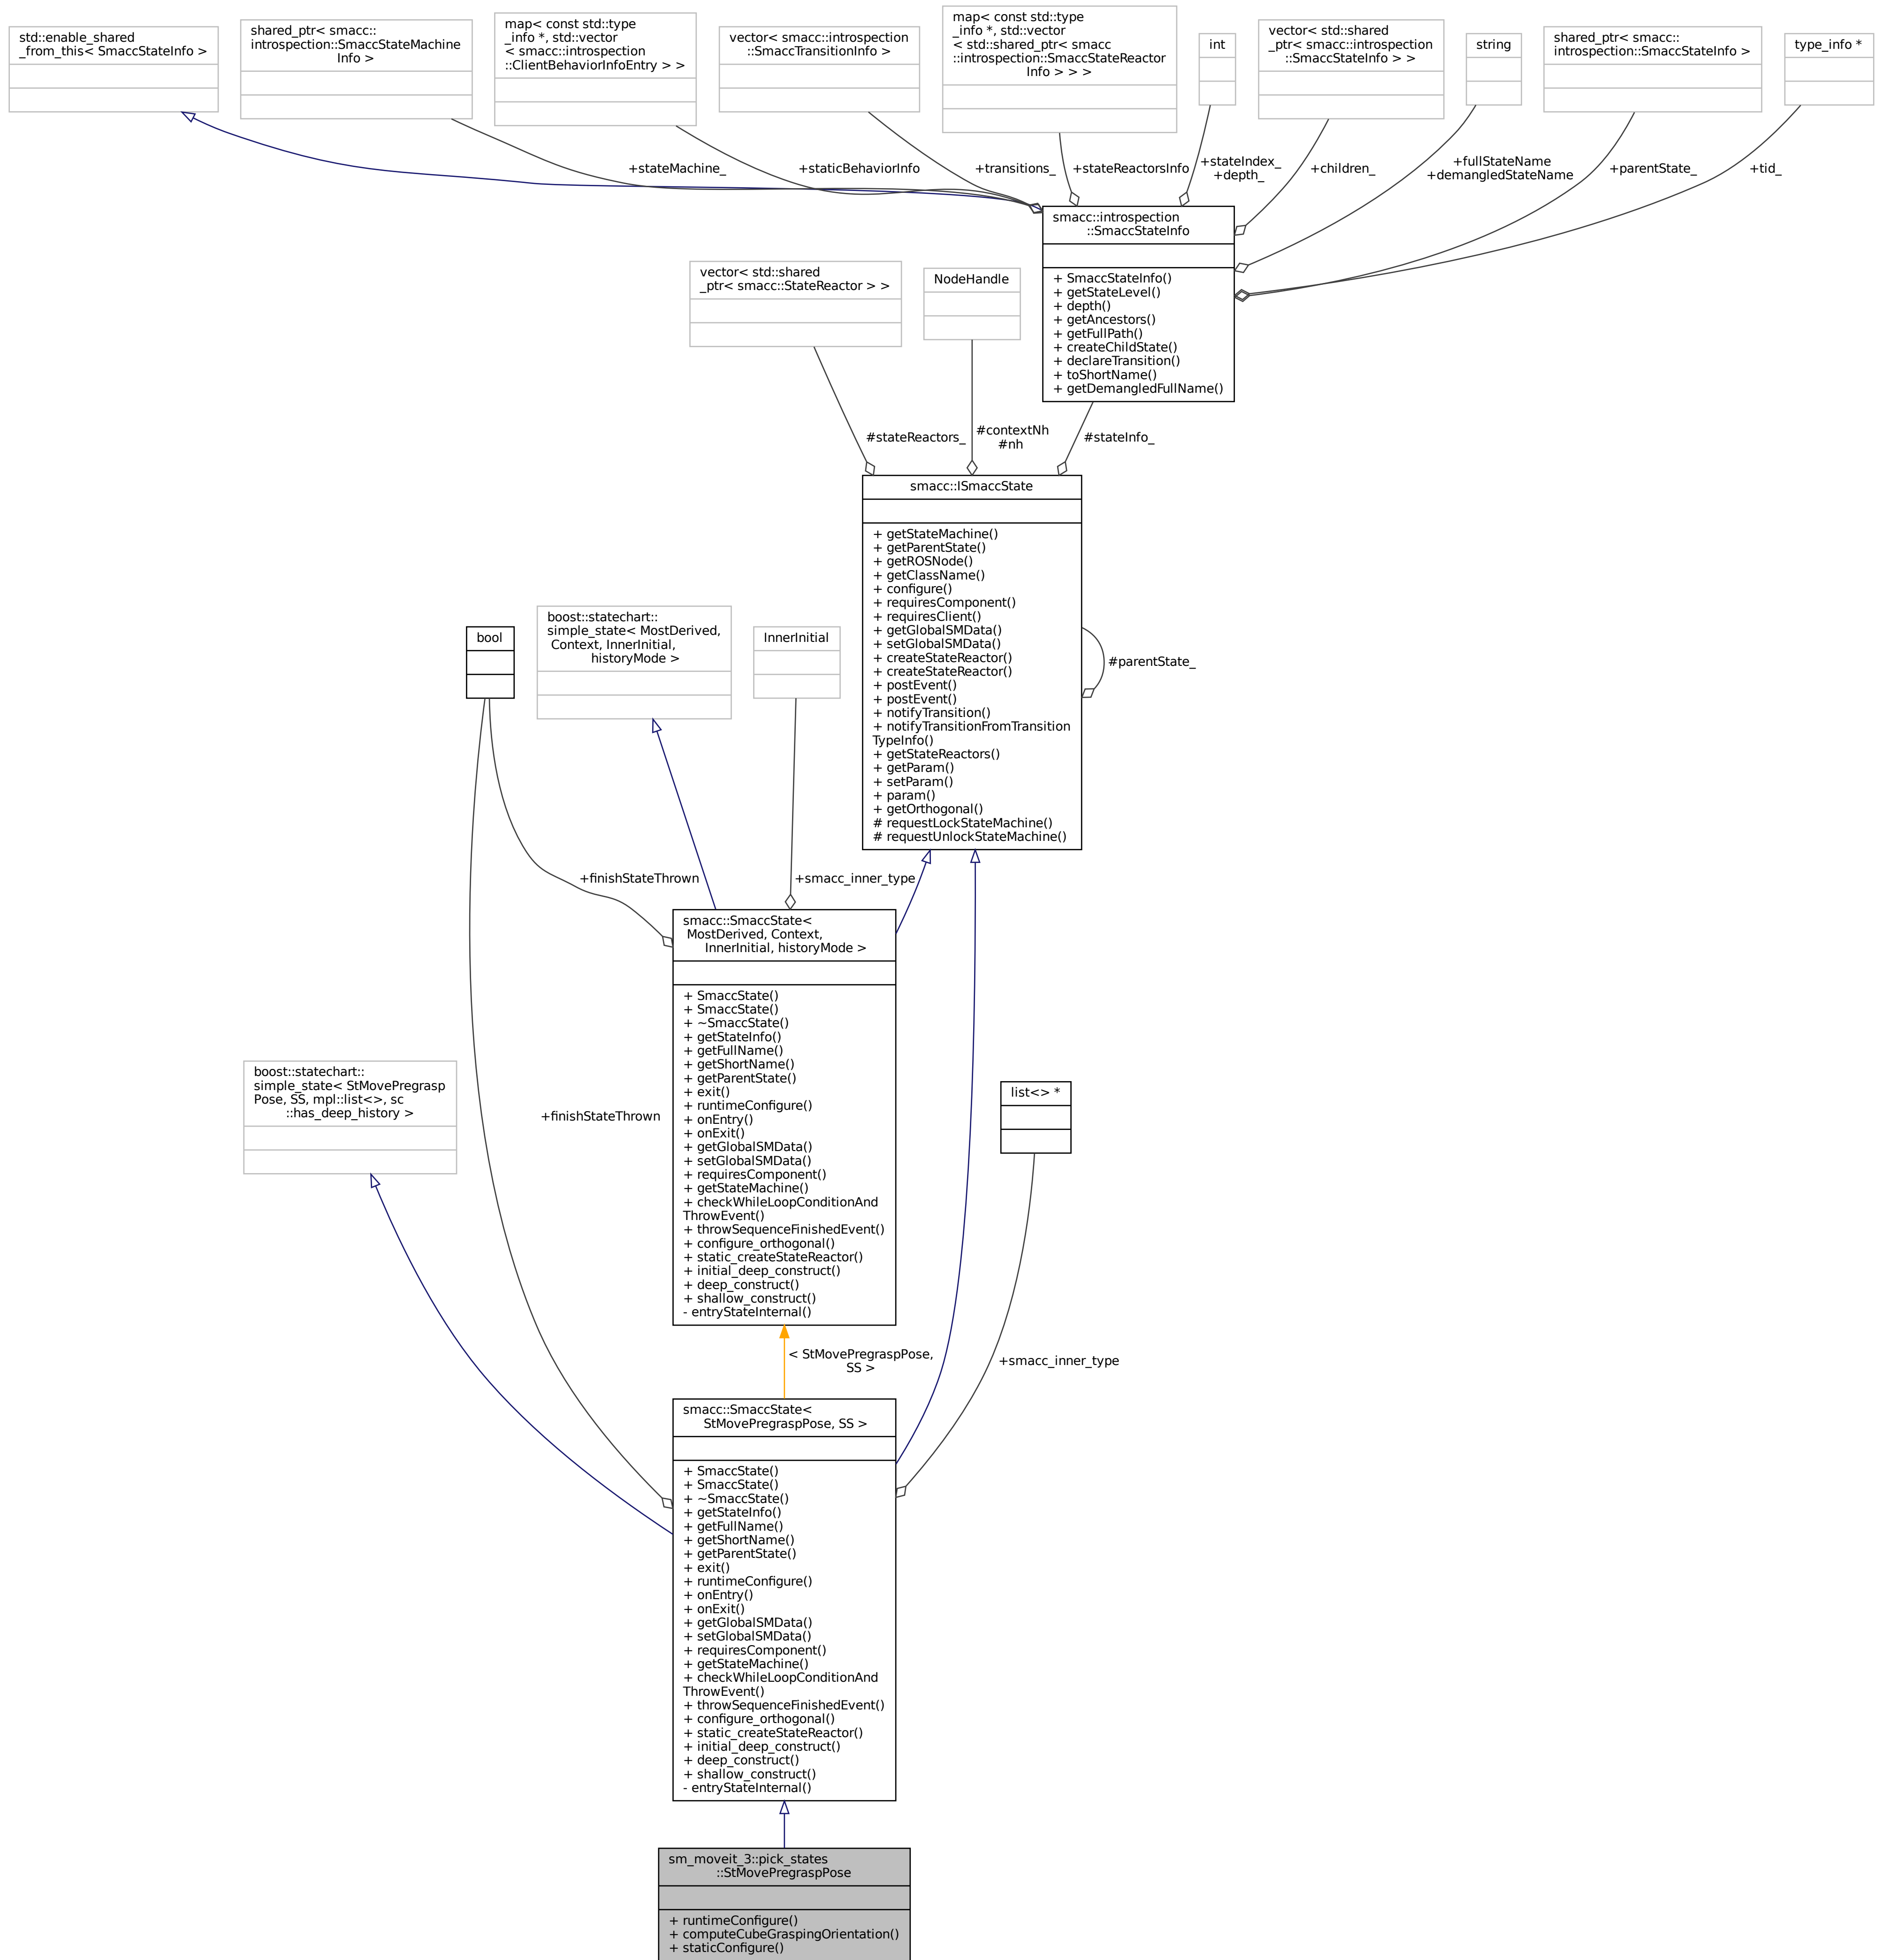 std::enable_shared
_from_this< SmaccStateInfo >
shared_ptr< smacc::
introspection::SmaccStateMachine
Info >
map< const std::type
_info *, std::vector
< smacc::introspection
::ClientBehaviorInfoEntry > >
vector< smacc::introspection
::SmaccTransitionInfo >
map< const std::type
_info *, std::vector
< std::shared_ptr< smacc
::introspection::SmaccStateReactor
Info > > >
int
vector< std::shared
_ptr< smacc::introspection
::SmaccStateInfo > >
string
shared_ptr< smacc::
introspection::SmaccStateInfo >
type_info *
+stateMachine_
+staticBehaviorInfo
+transitions_
+stateReactorsInfo
+stateIndex_
+depth_
+children_
+fullStateName
+demangledStateName
+parentState_
+tid_
smacc::introspection
::SmaccStateInfo
+ SmaccStateInfo()
+ getStateLevel()
+ depth()
+ getAncestors()
+ getFullPath()
+ createChildState()
+ declareTransition()
+ toShortName()
+ getDemangledFullName()
vector< std::shared
_ptr< smacc::StateReactor > >
NodeHandle
#stateReactors_
#contextNh
#nh
#stateInfo_
smacc::ISmaccState
+ getStateMachine()
+ getParentState()
+ getROSNode()
+ getClassName()
+ configure()
+ requiresComponent()
+ requiresClient()
+ getGlobalSMData()
+ setGlobalSMData()
+ createStateReactor()
+ createStateReactor()
+ postEvent()
+ postEvent()
+ notifyTransition()
+ notifyTransitionFromTransition
TypeInfo()
+ getStateReactors()
+ getParam()
+ setParam()
+ param()
+ getOrthogonal()
# requestLockStateMachine()
# requestUnlockStateMachine()
#parentState_
bool
boost::statechart::
simple_state< MostDerived,
Context, InnerInitial,
historyMode >
InnerInitial
+finishStateThrown
+smacc_inner_type
smacc::SmaccState<
MostDerived, Context,
InnerInitial, historyMode >
+ SmaccState()
+ SmaccState()
+ ~SmaccState()
+ getStateInfo()
+ getFullName()
+ getShortName()
+ getParentState()
+ exit()
+ runtimeConfigure()
+ onEntry()
+ onExit()
+ getGlobalSMData()
+ setGlobalSMData()
+ requiresComponent()
+ getStateMachine()
+ checkWhileLoopConditionAnd
ThrowEvent()
+ throwSequenceFinishedEvent()
+ configure_orthogonal()
+ static_createStateReactor()
+ initial_deep_construct()
+ deep_construct()
+ shallow_construct()
- entryStateInternal()
boost::statechart::
simple_state< StMovePregrasp
Pose, SS, mpl::list<>, sc
::has_deep_history >
+finishStateThrown
list<> *
< StMovePregraspPose,
SS >
+smacc_inner_type
smacc::SmaccState<
StMovePregraspPose, SS >
+ SmaccState()
+ SmaccState()
+ ~SmaccState()
+ getStateInfo()
+ getFullName()
+ getShortName()
+ getParentState()
+ exit()
+ runtimeConfigure()
+ onEntry()
+ onExit()
+ getGlobalSMData()
+ setGlobalSMData()
+ requiresComponent()
+ getStateMachine()
+ checkWhileLoopConditionAnd
ThrowEvent()
+ throwSequenceFinishedEvent()
+ configure_orthogonal()
+ static_createStateReactor()
+ initial_deep_construct()
+ deep_construct()
+ shallow_construct()
- entryStateInternal()
sm_moveit_3::pick_states
::StMovePregraspPose
+ runtimeConfigure()
+ computeCubeGraspingOrientation()
+ staticConfigure()